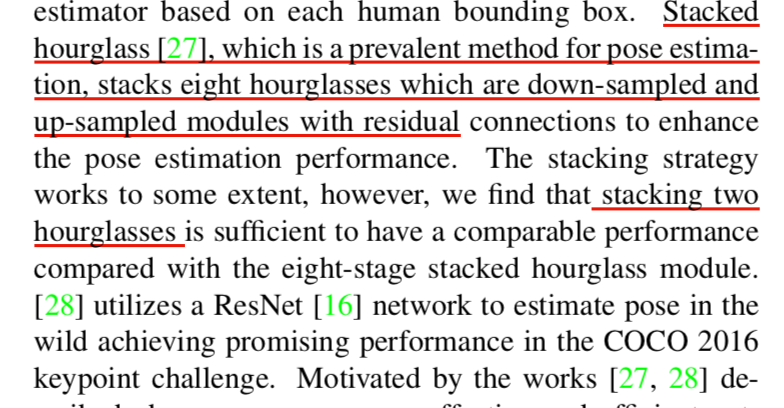 estimator based on each human bounding box. Stacked
hourglass [27], which is a prevalent method for pose estima-
tion, stacks eight hourglasses which are down-sampled and
up-sampled modules with residual connections to enhance
the pose estimation performance. The stacking strategy
works to some extent, however, we find that stacking two
hourglasses is sufficient to have a comparable performance
compared with the eight-stage stacked hourglass module.
[28] utilizes a ResNet [16] network to estimate pose in the
wild achieving promising performance in the COCO 2016
keypoint challenge. Motivated by the works [27, 28] de-